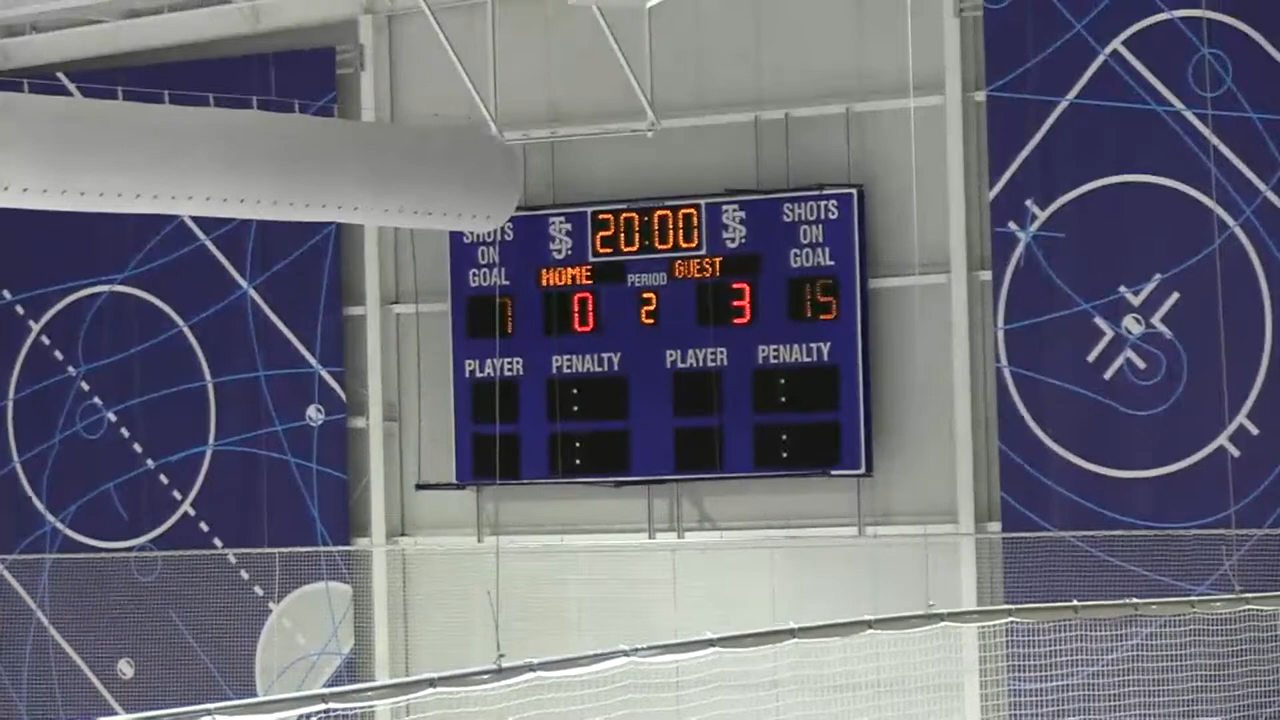 SHOTS ON GOAL
20:00
SHOTS ON GOAL
HOME PERIOD GUEST
7 0 2 3 15
PLAYER PENALTY PLAYER PENALTY